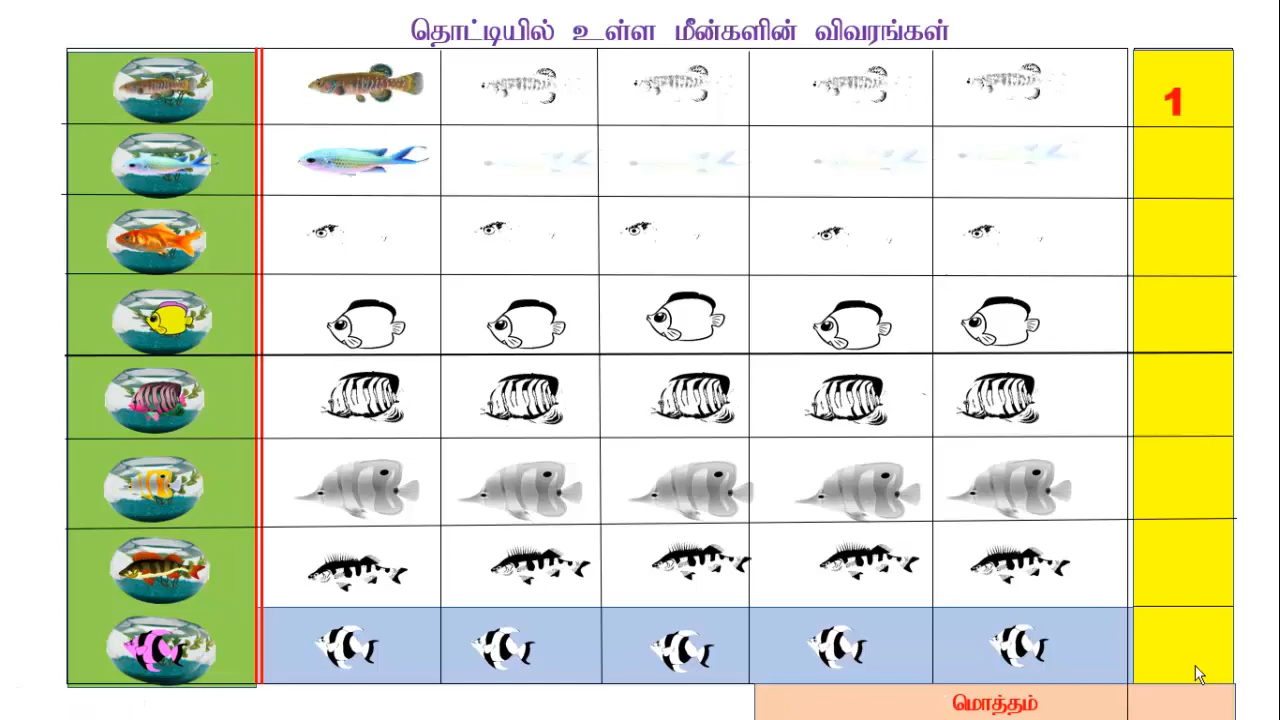 தொட்டியில் உள்ள மீன்களின் விவரங்கள்
1
மொத்தம்